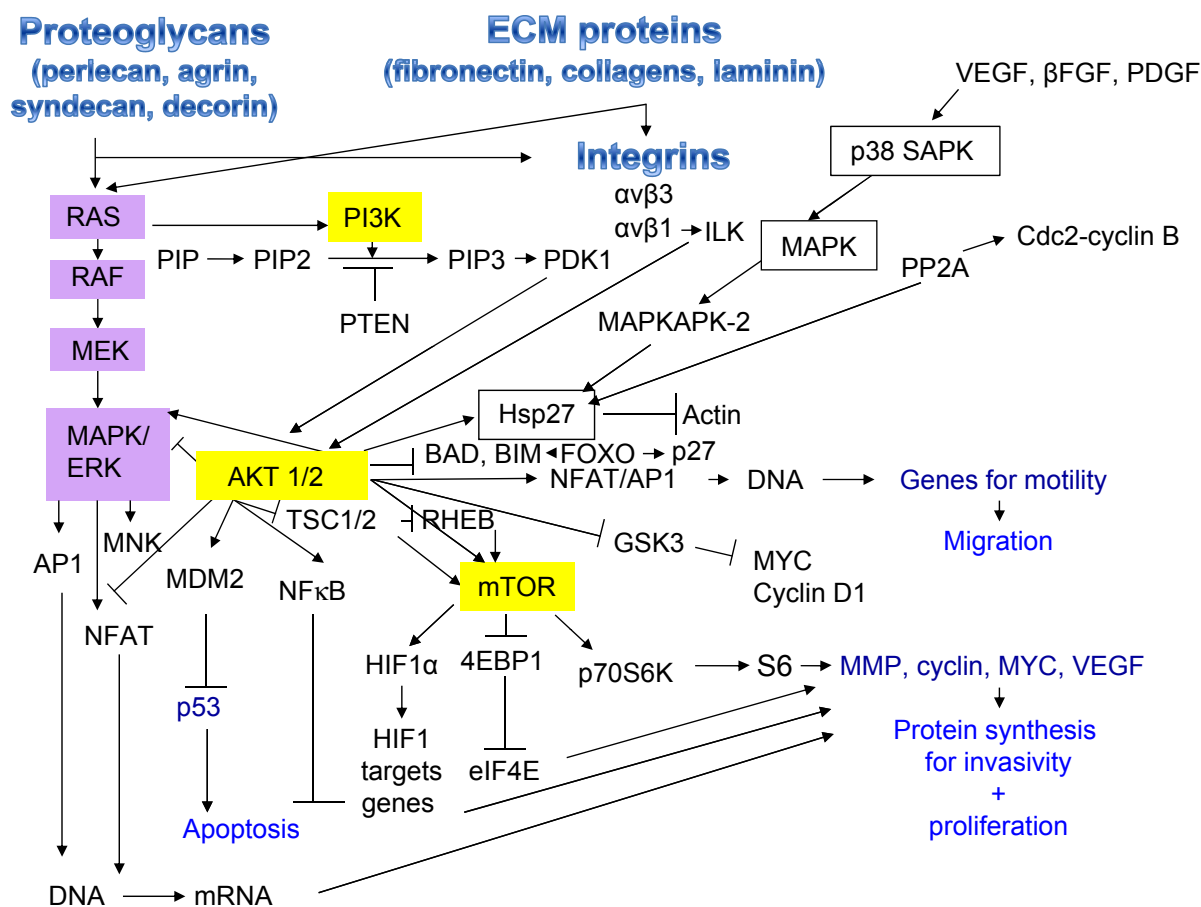 Proteoglycans
(perlecan, agrin,
syndecan, decorin)
ECM proteins
(fibronectin, collagens, laminin)
VEGF, βFGF, PDGF
p38 SAPK
Integrins
αvβ3
αvβ1
ILK
MAPK
Cdc2-cyclin B
PP2A
RAS
PI3K
RAF
PIP
PIP2
PIP3
PDK1
PTEN
MAPKAPK-2
MEK
Hsp27
Actin
MAPK/
ERK
BAD, BIM
FOXO
p27
AKT 1/2
NFAT/AP1
DNA
Genes for motility
Migration
TSC1/2
RHEB
GSK3
MYC
Cyclin D1
MNK
AP1
MDM2
NFκB
mTOR
NFAT
HIF1α
4EBP1
p70S6K
S6
MMP, cyclin, MYC, VEGF
p53
HIF1
targets
genes
eIF4E
Protein synthesis
for invasivity
+
proliferation
Apoptosis
DNA
mRNA